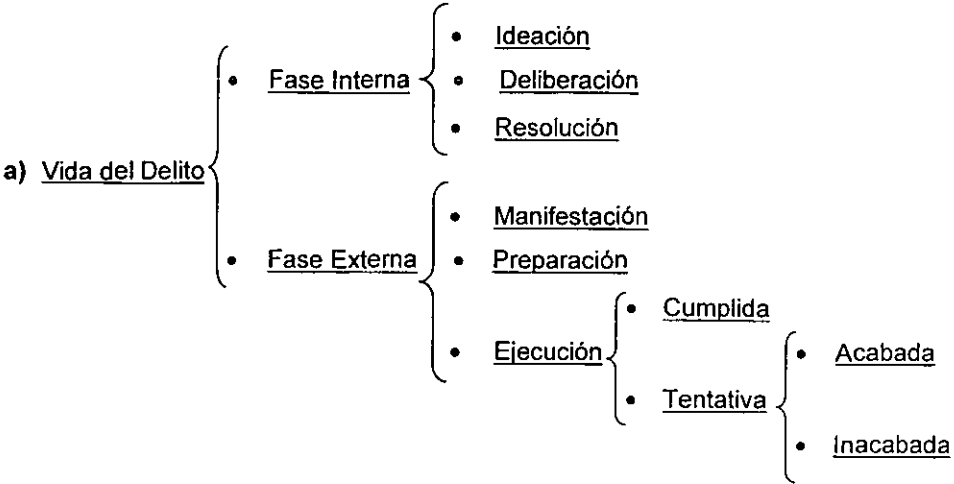 • Ideación
• Fase Interna
• Deliberación
• Resolución
a) Vida del Delito
• Manifestación
• Fase Externa
• Preparación
• Cumplida
• Ejecución
• Acabada
• Tentativa
• Inacabada